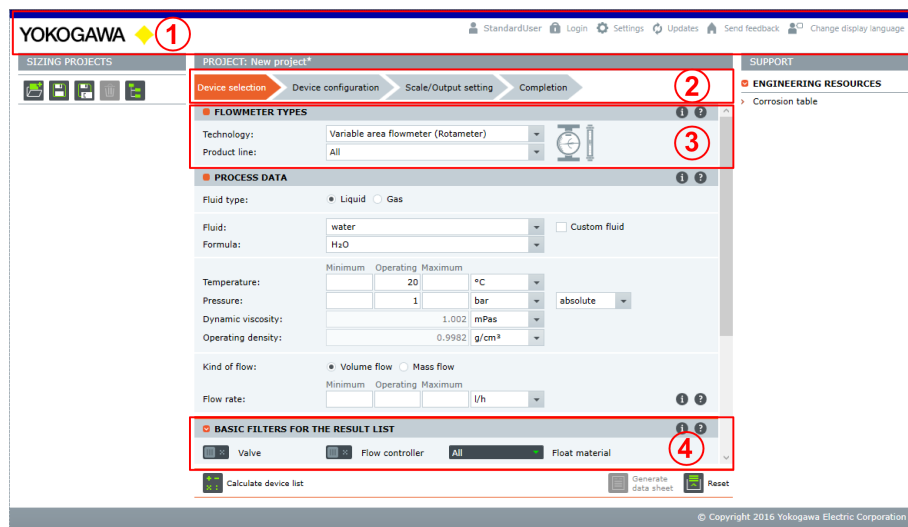 YOKOGAWA
1
StandardUser Login Settings Updates Send feedback Change display language
SIZING PROJECTS
PROJECT: New project*
SUPPORT
Device selection Device configuration Scale/Output setting Completion
2
ENGINEERING RESOURCES
Corrosion table
FLOWMETER TYPES
Technology: Variable area flowmeter (Rotameter)
Product line: All
3
PROCESS DATA
Fluid type: Liquid Gas
Fluid: water Custom fluid
Formula: H₂O
Minimum Operating Maximum
Temperature: 20 °C
Pressure: 1 bar absolute
Dynamic viscosity: 1.002 mPas
Operating density: 0.9982 g/cm³
Kind of flow: Volume flow Mass flow
Minimum Operating Maximum
Flow rate: l/h
BASIC FILTERS FOR THE RESULT LIST
4
Valve Flow controller All Float material
Calculate device list
Generate data sheet
Reset
© Copyright 2016 Yokogawa Electric Corporation